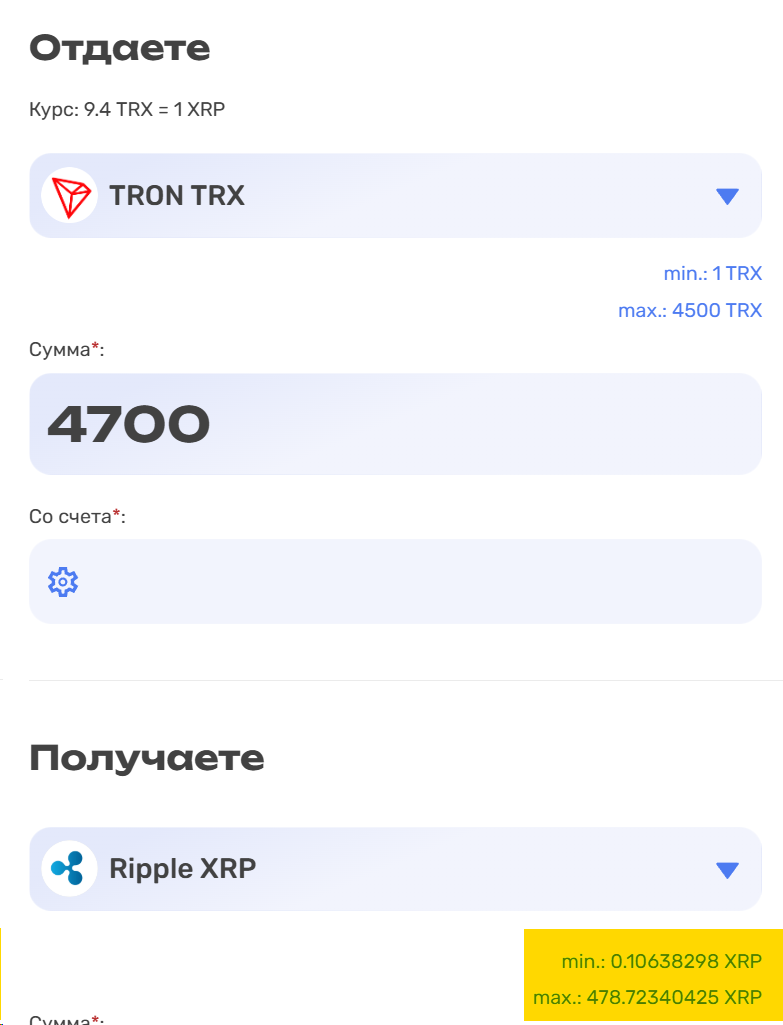 Отдаете
Курс: 9.4 TRX = 1 XRP
TRON TRX
min.: 1 TRX
max.: 4500 TRX
Сумма*:
4700
Со счета*:
Получаете
Ripple XRP
min.: 0.10638298 XRP
max.: 478.72340425 XRP
Сумма*: